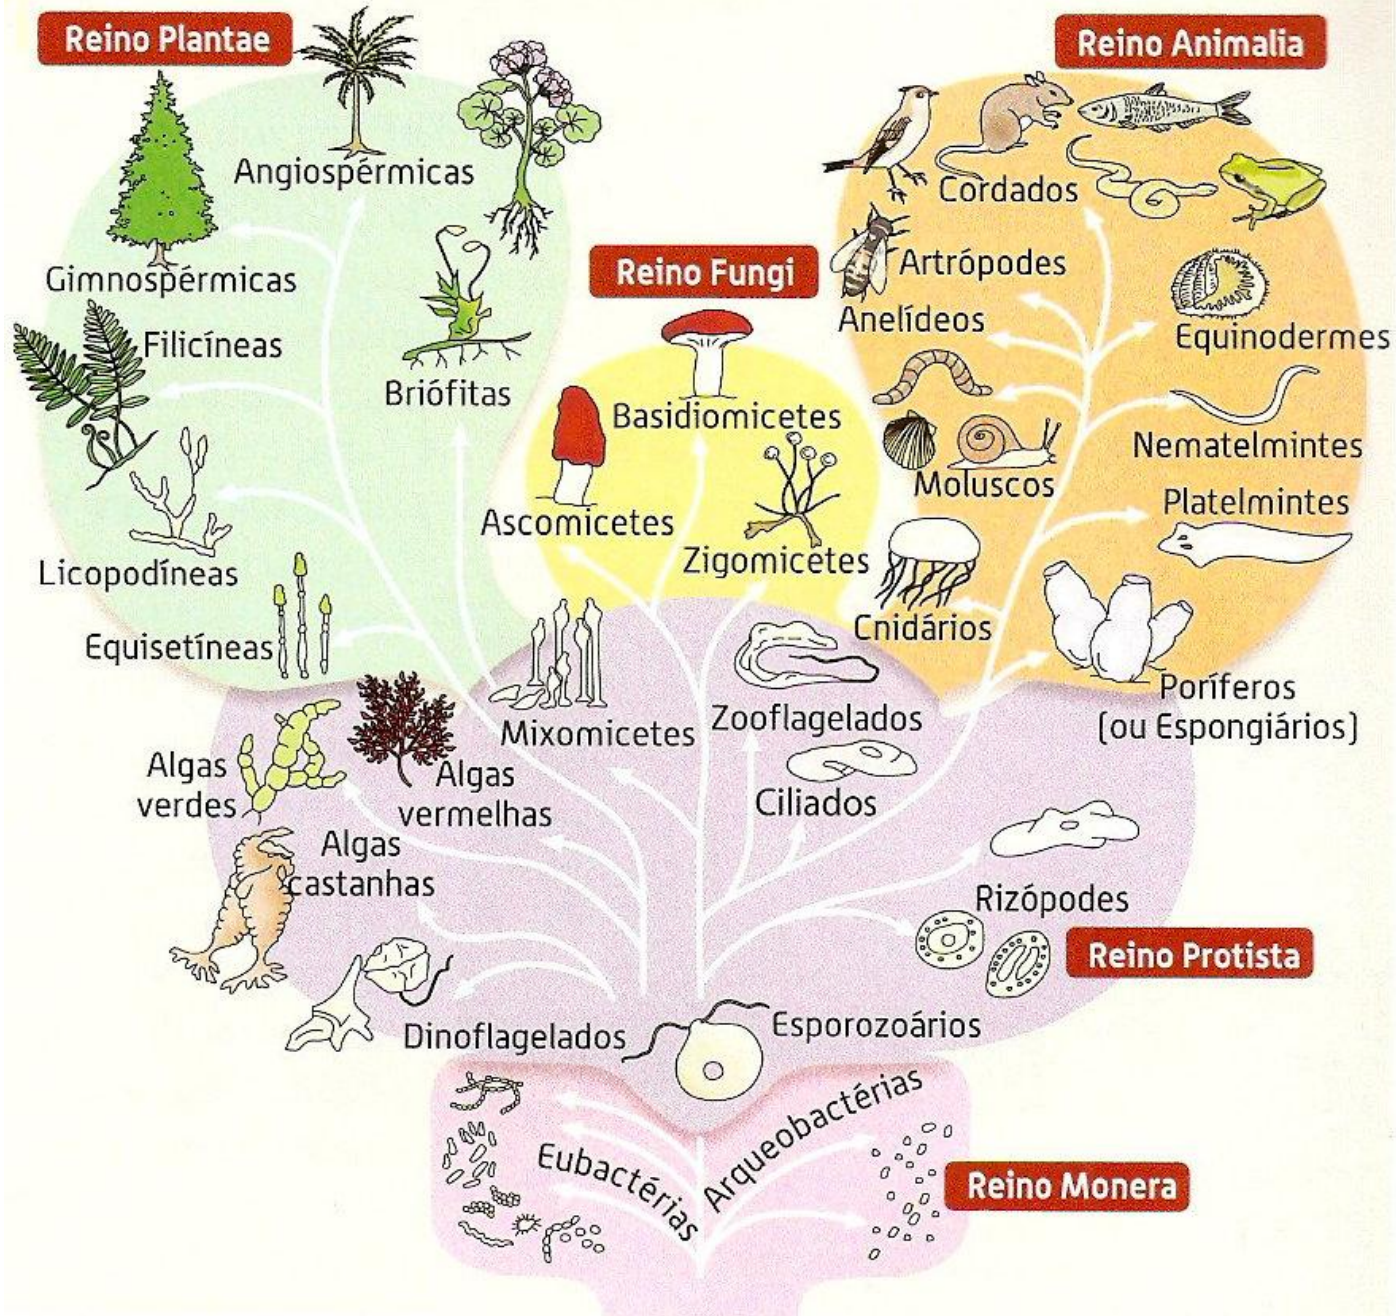 Reino Plantae
Reino Animalia
Angiospérmicas
Cordados
Gimnospérmicas
Reino Fungi
Artrópodes
Anelídeos
Equinodermes
Filicíneas
Briófitas
Basidiomicetes
Nematelmintes
Moluscos
Platelmintes
Ascomicetes
Zigomicetes
Licopodíneas
Cnidários
Equisetíneas
Poríferos
(ou Espongiários)
Mixomicetes
Zooflagelados
Algas
verdes
Algas
vermelhas
Ciliados
Algas
castanhas
Rizópodes
Reino Protista
Dinoflagelados
Esporozoários
Eubactérias
Arqueobactérias
Reino Monera